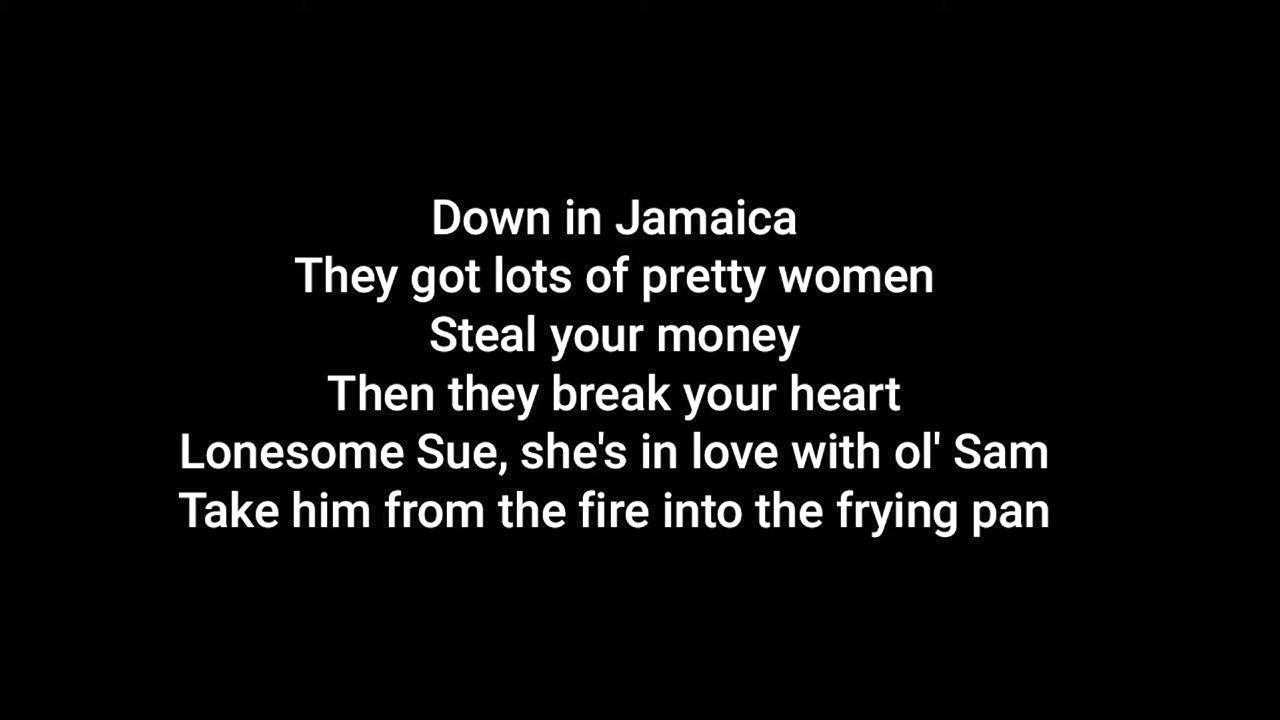 Down in Jamaica
They got lots of pretty women
Steal your money
Then they break your heart
Lonesome Sue, she's in love with ol' Sam
Take him from the fire into the frying pan